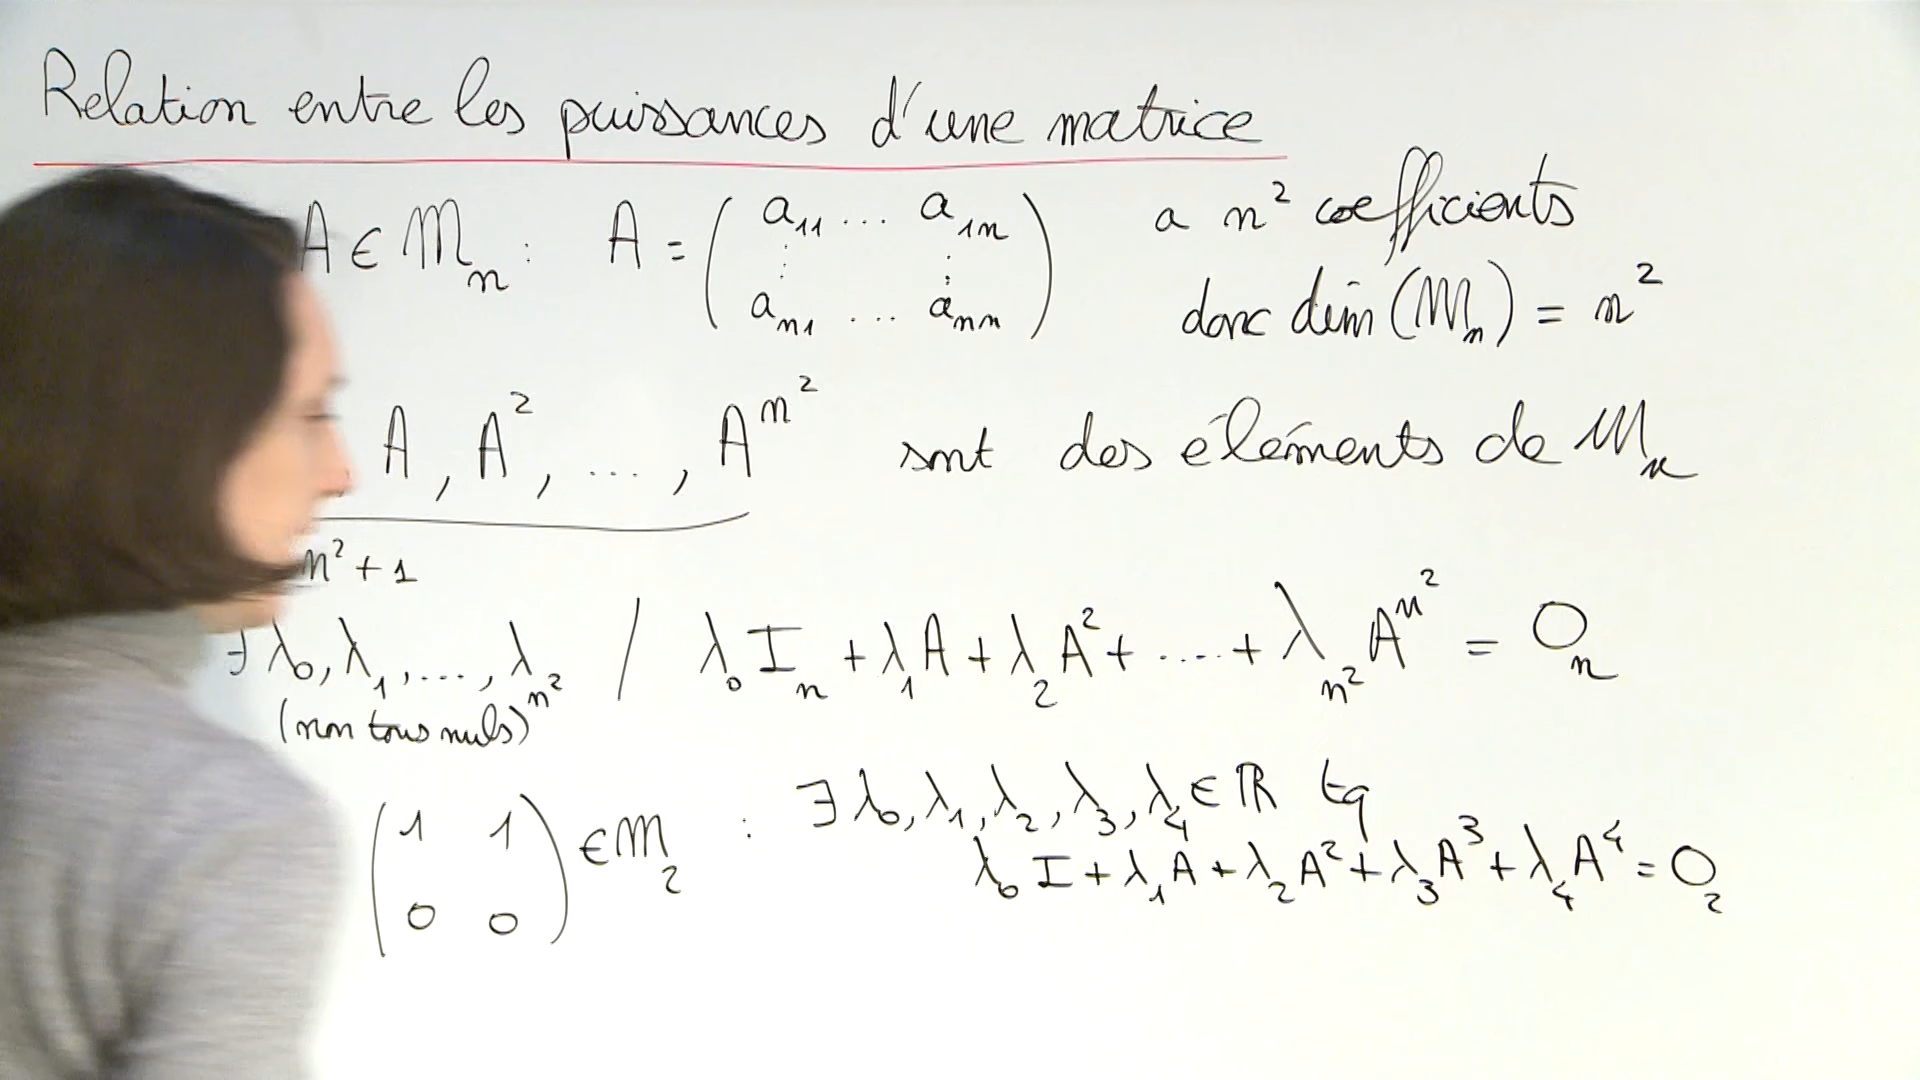 Relation entre les puissances d'une matrice
A ∈ M_n : A = ( a_11 ... a_1n ⋮ ⋮ a_n1 ... a_nn ) a n² coefficients
donc dim(M_n) = n²
, A, A², ..., A^{n²} sont des éléments de M_n
n² + 1
∃ λ_0, λ_1, ..., λ_{n²} / λ_0 I_n + λ_1 A + λ_2 A² + .... + λ_{n²} A^{n²} = O_n
(non tous nuls)
( 1 1 0 0 ) ∈ M_2 : ∃ λ_0, λ_1, λ_2, λ_3, λ_4 ∈ ℝ tq
λ_0 I + λ_1 A + λ_2 A² + λ_3 A³ + λ_4 A⁴ = O_2